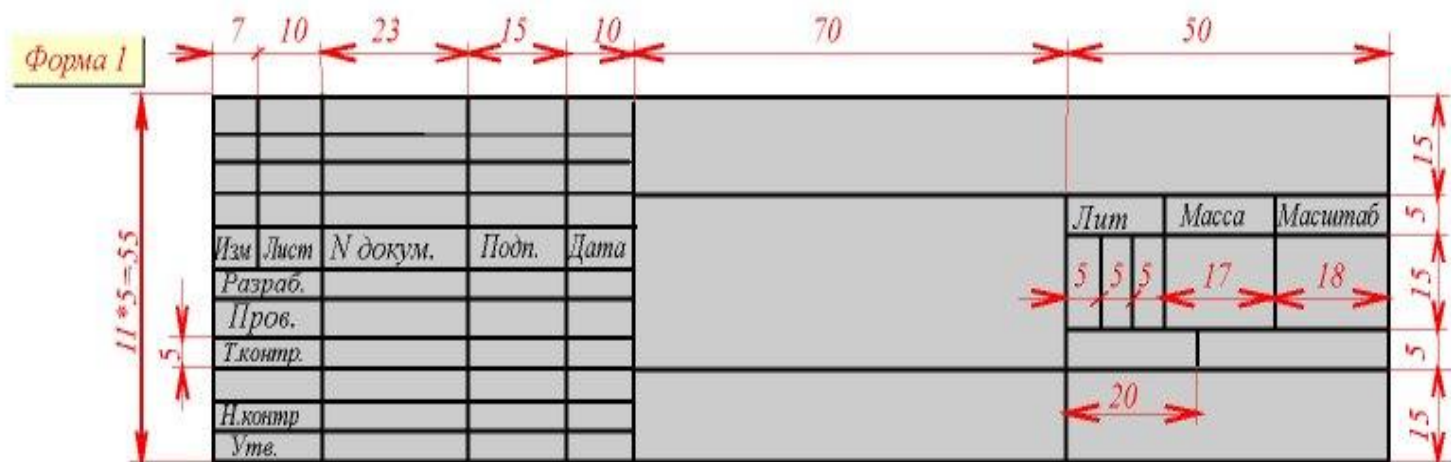 7 10 23 15 10 70 50
Форма 1
15
Лит Масса Масштаб 5
Изм Лист N докум. Подп. Дата
11*5=55
Разраб.
5 5 5 17 18 15
Пров.
5 Т.контр. 5
20
Н.контр 15
Утв.